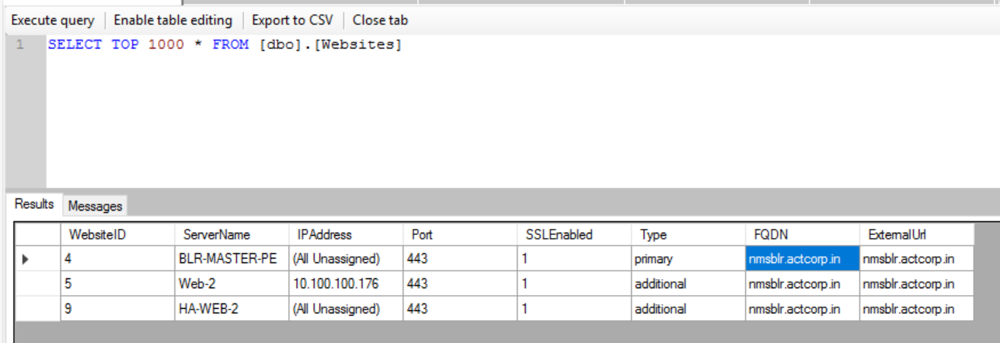 Execute query Enable table editing Export to CSV Close tab
1 SELECT TOP 1000 * FROM [dbo].[Websites]
Results Messages
WebsiteID ServerName IPAddress Port SSLEnabled Type FQDN ExternalUrl
4 BLR-MASTER-PE (All Unassigned) 443 1 primary nmsblr.actcorp.in nmsblr.actcorp.in
5 Web-2 10.100.100.176 443 1 additional nmsblr.actcorp.in nmsblr.actcorp.in
9 HA-WEB-2 (All Unassigned) 443 1 additional nmsblr.actcorp.in nmsblr.actcorp.in